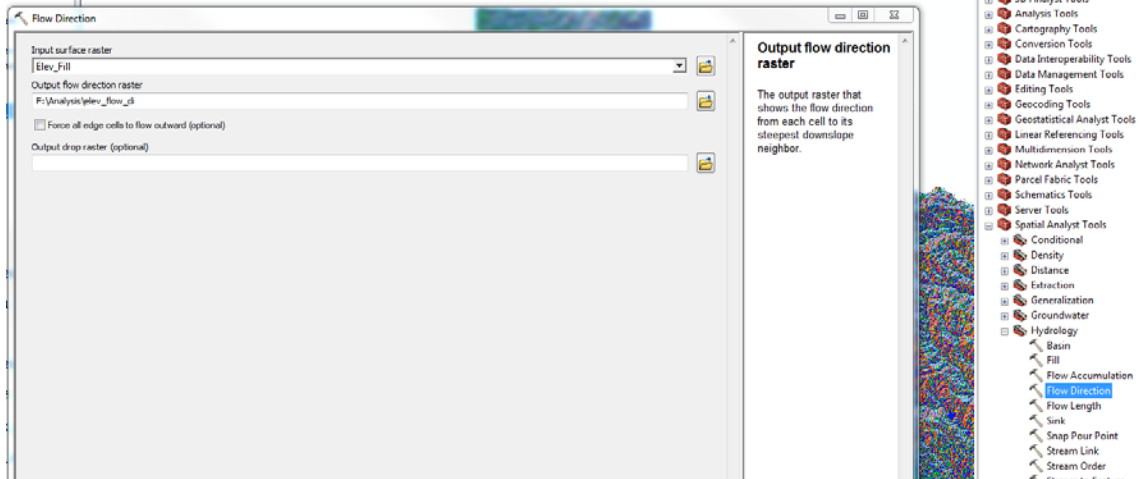 Flow Direction
Input surface raster
Elev_Fill
Output flow direction raster
F:\Analysis\elev_flow_di
Force all edge cells to flow outward (optional)
Output drop raster (optional)
Output flow direction
raster
The output raster that
shows the flow direction
from each cell to its
steepest downslope
neighbor.
3D Analyst Tools
Analysis Tools
Cartography Tools
Conversion Tools
Data Interoperability Tools
Data Management Tools
Editing Tools
Geocoding Tools
Geostatistical Analyst Tools
Linear Referencing Tools
Multidimension Tools
Network Analyst Tools
Parcel Fabric Tools
Schematics Tools
Server Tools
Spatial Analyst Tools
Conditional
Density
Distance
Extraction
Generalization
Groundwater
Hydrology
Basin
Fill
Flow Accumulation
Flow Direction
Flow Length
Sink
Snap Pour Point
Stream Link
Stream Order